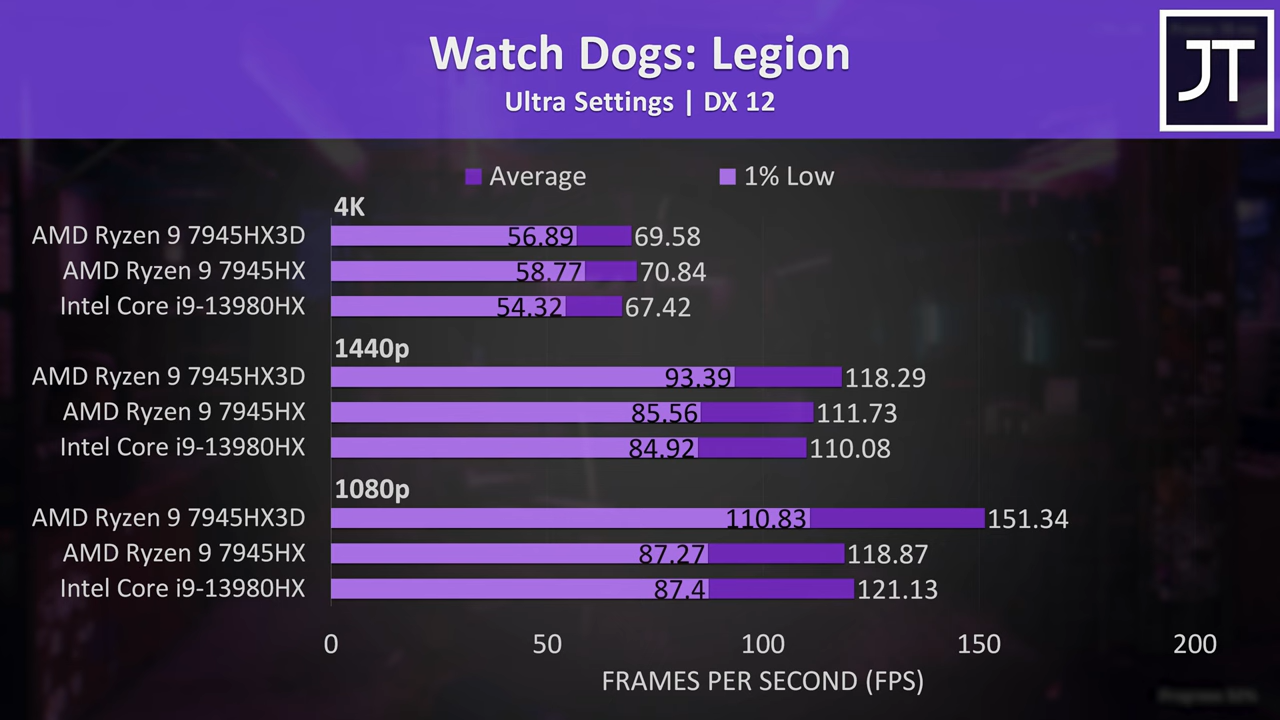 Watch Dogs: Legion
Ultra Settings | DX 12
JT
Average 1% Low
4K
AMD Ryzen 9 7945HX3D 56.89 69.58
AMD Ryzen 9 7945HX 58.77 70.84
Intel Core i9-13980HX 54.32 67.42
1440p
AMD Ryzen 9 7945HX3D 93.39 118.29
AMD Ryzen 9 7945HX 85.56 111.73
Intel Core i9-13980HX 84.92 110.08
1080p
AMD Ryzen 9 7945HX3D 110.83 151.34
AMD Ryzen 9 7945HX 87.27 118.87
Intel Core i9-13980HX 87.4 121.13
0 50 100 150 200
FRAMES PER SECOND (FPS)